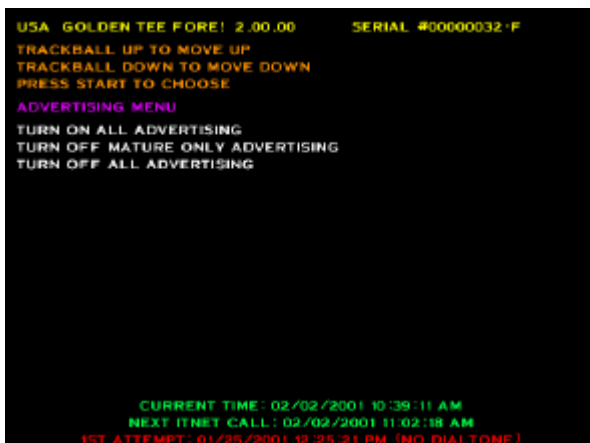 USA GOLDEN TEE FORE! 2.00.00 SERIAL #00000032-F
TRACKBALL UP TO MOVE UP
TRACKBALL DOWN TO MOVE DOWN
PRESS START TO CHOOSE
ADVERTISING MENU
TURN ON ALL ADVERTISING
TURN OFF MATURE ONLY ADVERTISING
TURN OFF ALL ADVERTISING
CURRENT TIME: 02/02/2001 10:39:11 AM
NEXT ITNET CALL: 02/02/2001 11:02:18 AM
1ST ATTEMPT: 01/25/2001 12:25:21 PM (NO DIALTONE)